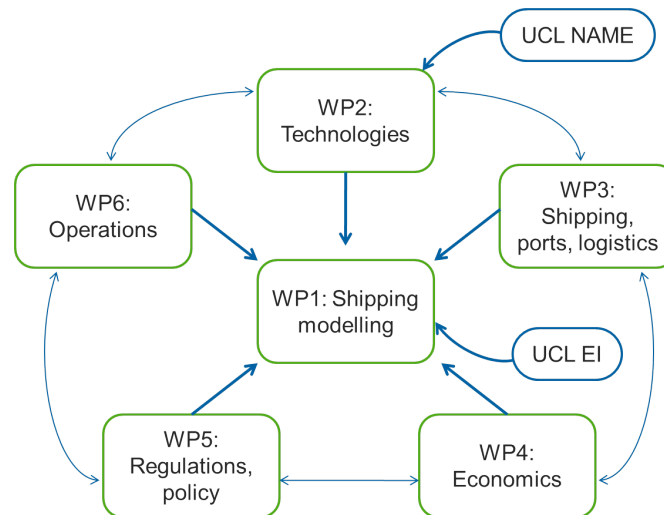 UCL NAME
WP2:
Technologies
WP6:
Operations
WP3:
Shipping,
ports, logistics
WP1: Shipping
modelling
UCL EI
WP5:
Regulations,
policy
WP4:
Economics